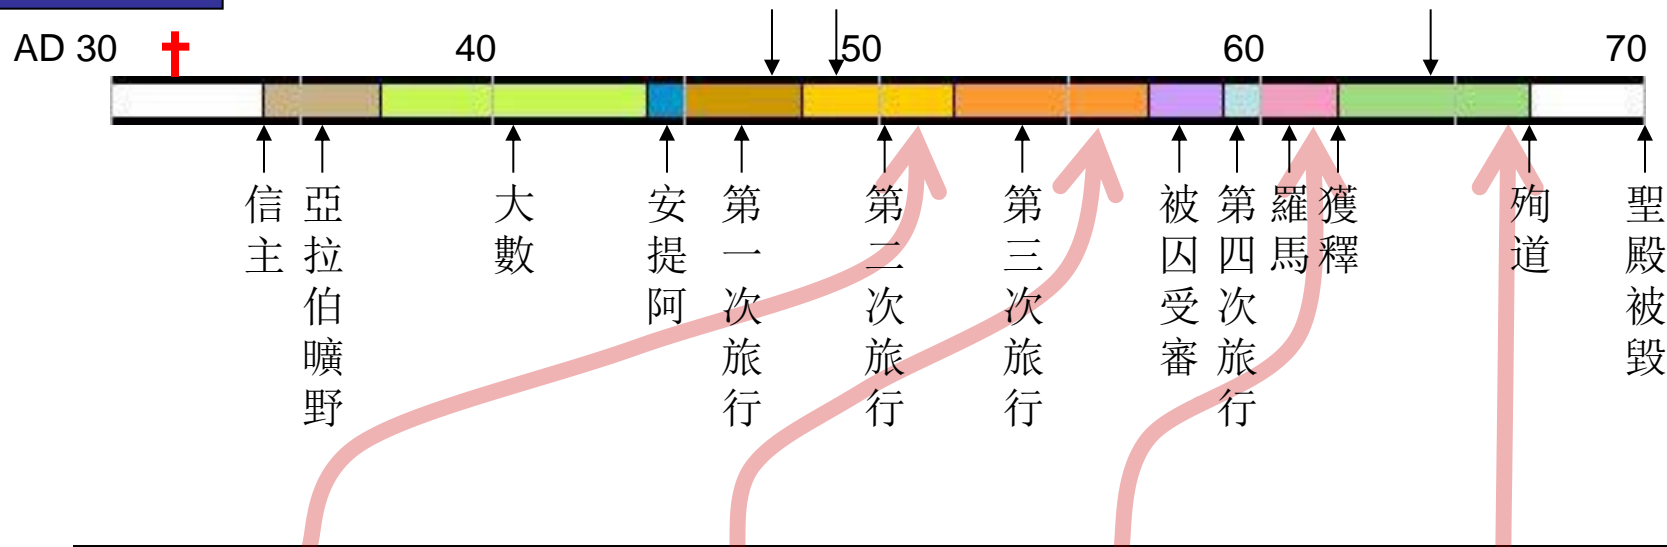 AD 30 40 50 60 70
信主
亞拉伯曠野
大數
安提阿
第一次旅行
第二次旅行
第三次旅行
被囚受審
第四次旅行
羅馬
獲釋
殉道
聖殿被毀